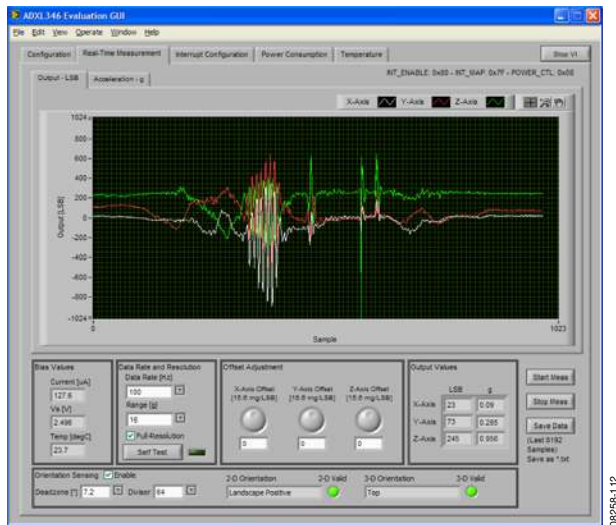 ADXL346 Evaluation GUI
File Edit View Operate Window Help
Configuration Real-Time Measurement Interrupt Configuration Power Consumption Temperature Stop VI
Output - LSB Acceleration - g
INT_ENABLE: 0x80 - INT_MAP: 0x7F - POWER_CTL: 0x08
X-Axis Y-Axis Z-Axis
1024
800
600
400
200
0
-200
-400
-600
-800
-1024
Output [LSB]
0 1023
Sample
Bias Values
Current [uA]
127.6
Vs [V]
2.498
Temp [degC]
23.7
Data Rate and Resolution
Data Rate [Hz]
100
Range [g]
16
Full-Resolution
Self Test
Offset Adjustment
X-Axis Offset Y-Axis Offset Z-Axis Offset
[15.6 mg/LSB] [15.6 mg/LSB] [15.6 mg/LSB]
0 0 0
Output Values
LSB g
X-Axis 23 0.09
Y-Axis 73 0.285
Z-Axis 245 0.956
Start Meas
Stop Meas
Save Data
(Last 8192
Samples)
Save as *.txt
Orientation Sensing Enable
Deadzone [°] 7.2 Divisor 64
2-D Orientation 2-D Valid 3-D Orientation 3-D Valid
Landscape Positive Top
08258-112